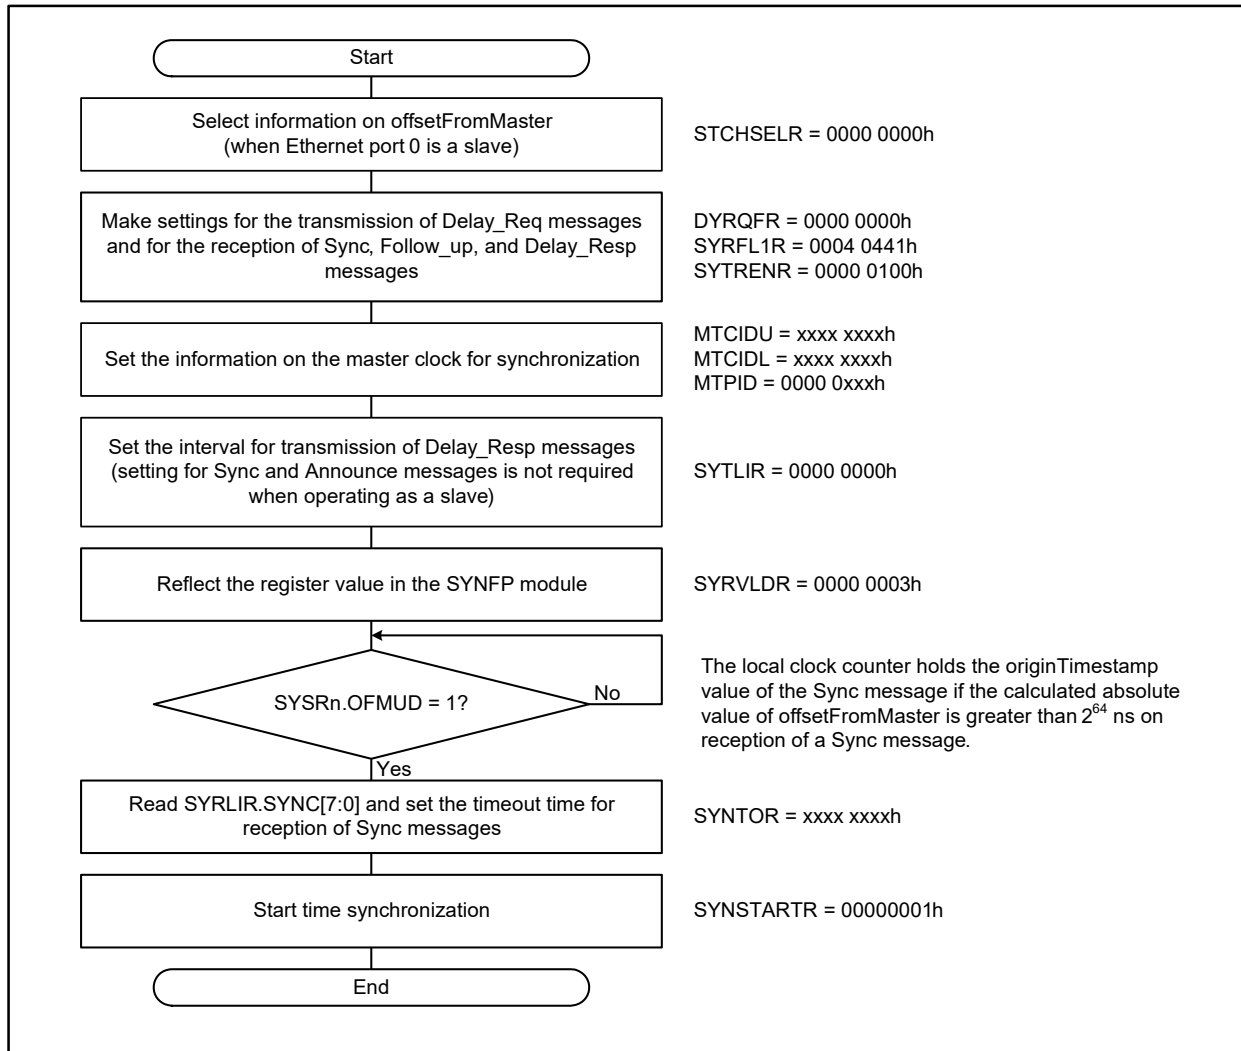 Start
Select information on offsetFromMaster
(when Ethernet port 0 is a slave)
STCHSELR = 0000 0000h
Make settings for the transmission of Delay_Req messages
and for the reception of Sync, Follow_up, and Delay_Resp
messages
DYRQFR = 0000 0000h
SYRFL1R = 0004 0441h
SYTRENR = 0000 0100h
Set the information on the master clock for synchronization
MTCIDU = xxxx xxxxh
MTCIDL = xxxx xxxxh
MTPID = 0000 0xxxh
Set the interval for transmission of Delay_Resp messages
(setting for Sync and Announce messages is not required
when operating as a slave)
SYTLIR = 0000 0000h
Reflect the register value in the SYNFP module
SYRVLDR = 0000 0003h
SYSRn.OFMUD = 1?
No
The local clock counter holds the originTimestamp
value of the Sync message if the calculated absolute
value of offsetFromMaster is greater than 2^64 ns on
reception of a Sync message.
Yes
Read SYRLIR.SYNC[7:0] and set the timeout time for
reception of Sync messages
SYNTOR = xxxx xxxxh
Start time synchronization
SYNSTARTR = 00000001h
End